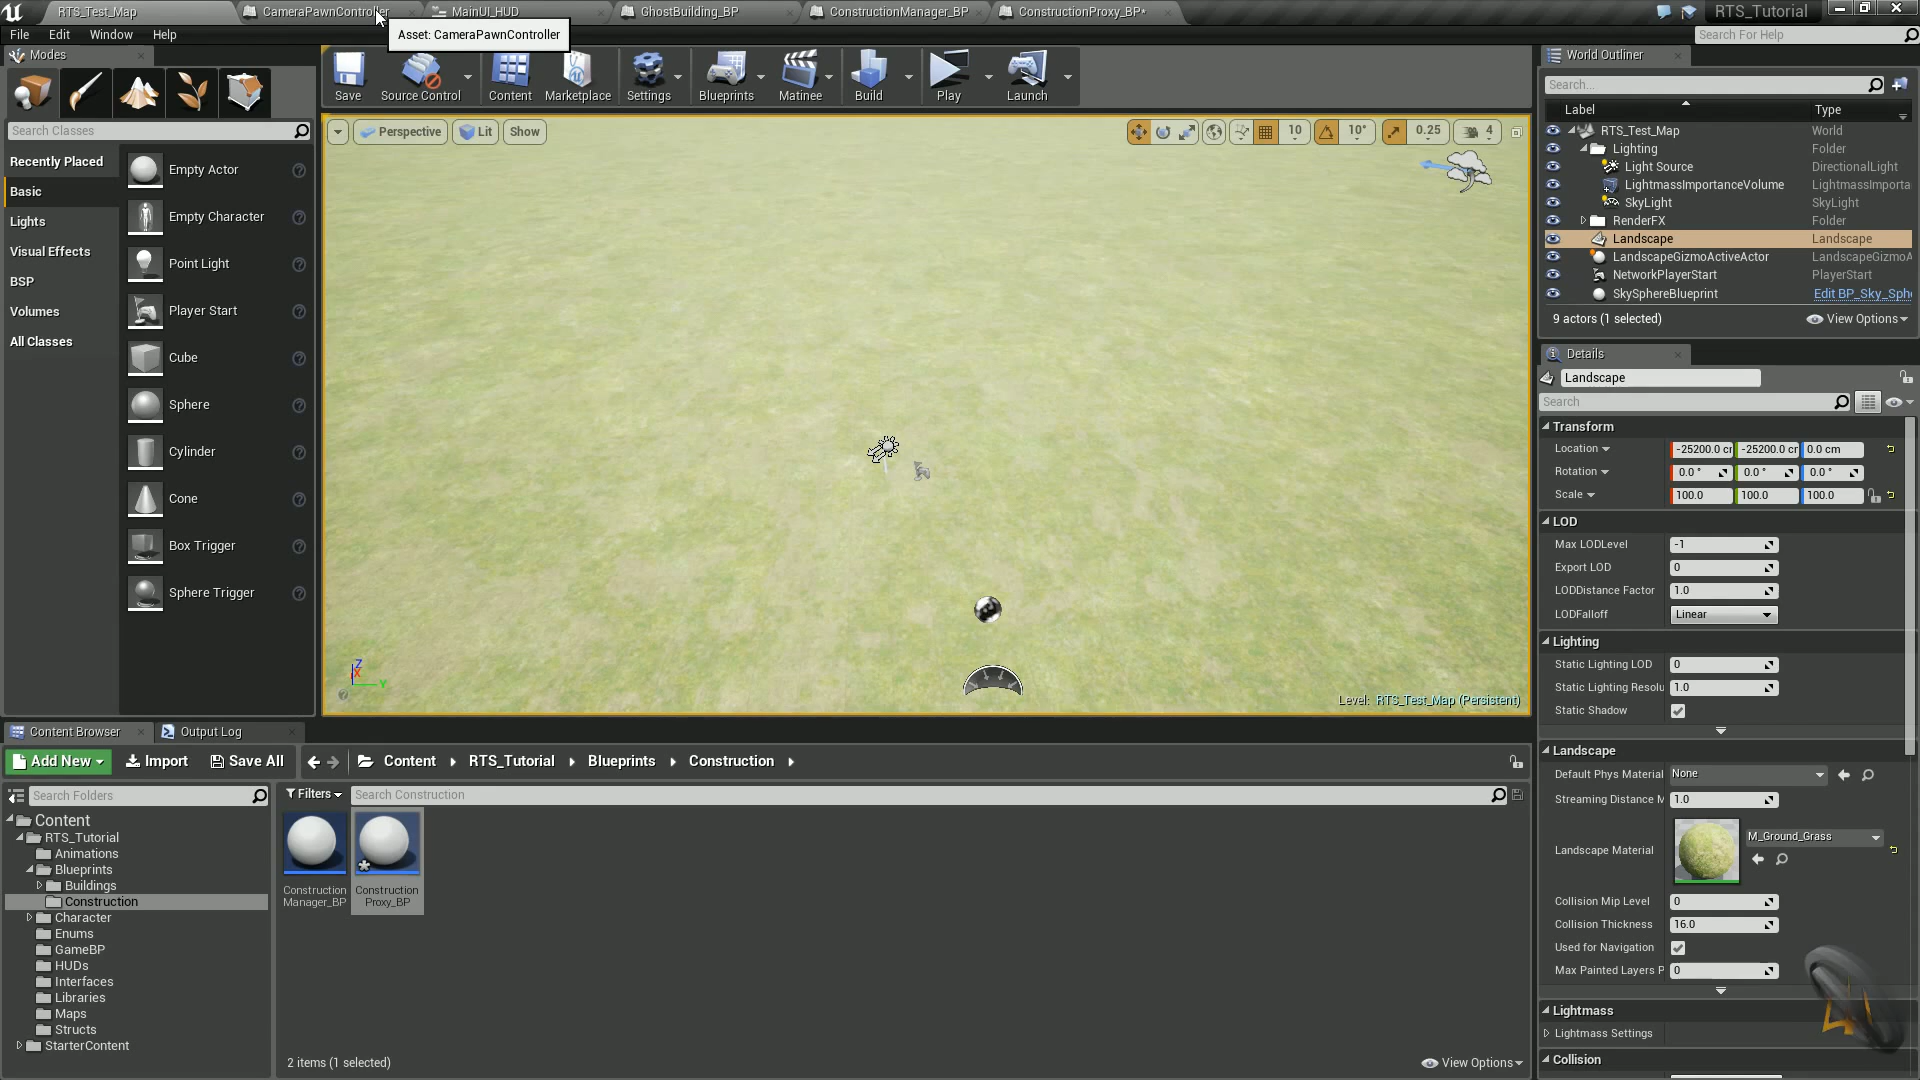 RTS_Test_Map
CameraPawnController
MainUI_HUD
GhostBuilding_BP
ConstructionManager_BP
ConstructionProxy_BP*
RTS_Tutorial
File Edit Window Help
Asset: CameraPawnController
Search For Help
Modes
Save
Source Control
Content
Marketplace
Settings
Blueprints
Matinee
Build
Play
Launch
Search Classes
Recently Placed
Basic
Lights
Visual Effects
BSP
Volumes
All Classes
Empty Actor
Empty Character
Point Light
Player Start
Cube
Sphere
Cylinder
Cone
Box Trigger
Sphere Trigger
Perspective
Lit
Show
10
10°
0.25
4
Z
X
Y
Level: RTS_Test_Map (Persistent)
World Outliner
Search...
Label Type
RTS_Test_Map World
Lighting Folder
Light Source DirectionalLight
LightmassImportanceVolume LightmassImporta
SkyLight SkyLight
RenderFX Folder
Landscape Landscape
LandscapeGizmoActiveActor LandscapeGizmoA
NetworkPlayerStart PlayerStart
SkySphereBlueprint Edit BP_Sky_Sph
9 actors (1 selected)
View Options
Details
Landscape
Search
Transform
Location -25200.0 cm -25200.0 cm 0.0 cm
Rotation 0.0 ° 0.0 ° 0.0 °
Scale 100.0 100.0 100.0
LOD
Max LODLevel -1
Export LOD 0
LODDistance Factor 1.0
LODFalloff Linear
Lighting
Static Lighting LOD 0
Static Lighting Resolu 1.0
Static Shadow
Landscape
Default Phys Material None
Streaming Distance M 1.0
Landscape Material
M_Ground_Grass
Collision Mip Level 0
Collision Thickness 16.0
Used for Navigation
Max Painted Layers P 0
Lightmass
Lightmass Settings
Collision
Content Browser
Output Log
Add New
Import
Save All
Content
RTS_Tutorial
Blueprints
Construction
Search Folders
Filters
Search Construction
Content
RTS_Tutorial
Animations
Blueprints
Buildings
Construction
Character
Enums
GameBP
HUDs
Interfaces
Libraries
Maps
Structs
StarterContent
Construction
Manager_BP
Construction
Proxy_BP
2 items (1 selected)
View Options